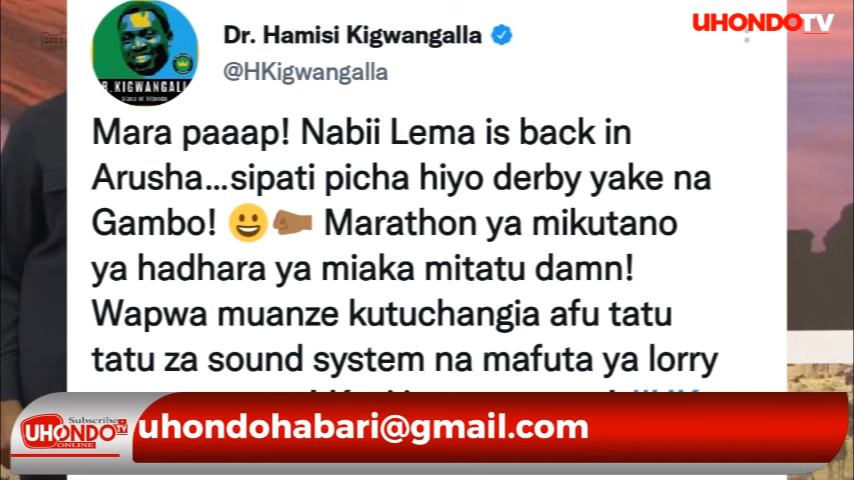 UHONDO TV
Dr. Hamisi Kigwangalla
@HKigwangalla
Mara paaap! Nabii Lema is back in
Arusha...sipati picha hiyo derby yake na
Gambo! 😀🤜🏾 Marathon ya mikutano
ya hadhara ya miaka mitatu damn!
Wapwa muanze kutuchangia afu tatu
tatu za sound system na mafuta ya lorry
Subscribe
UHONDO TV
ONLINE
uhondohabari@gmail.com